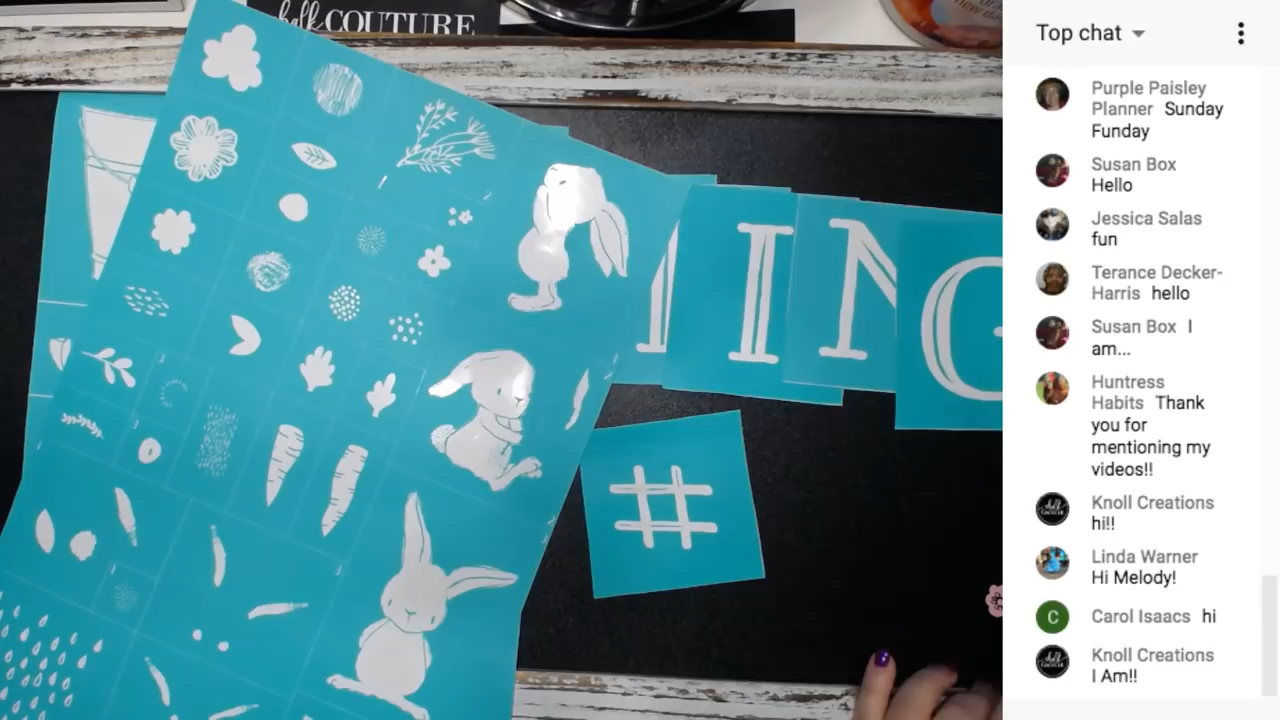 chalk COUTURE
now a
I
N
G
#
Top chat
Purple Paisley
Planner Sunday
Funday
Susan Box
Hello
Jessica Salas
fun
Terance Decker-
Harris hello
Susan Box I
am...
Huntress
Habits Thank
you for
mentioning my
videos!!
Knoll Creations
hi!!
Linda Warner
Hi Melody!
C
Carol Isaacs hi
Knoll Creations
I Am!!